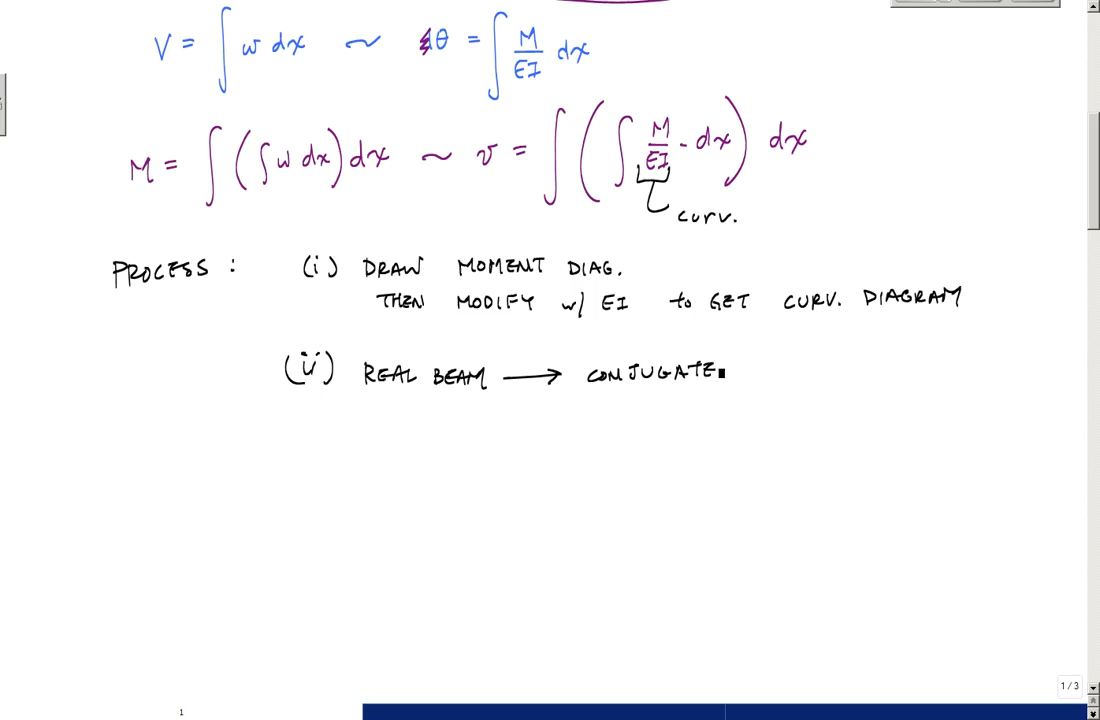 V = ∫ w dx ~ θ = ∫ M/EI dx
M = ∫ (∫ w dx) dx ~ v = ∫ (∫ M/EI - dx) dx
curv.
PROCESS : (i) DRAW MOMENT DIAG.
THEN MODIFY w/ EI to GET CURV. DIAGRAM
(ii) REAL BEAM → CONJUGATE
1/3
1